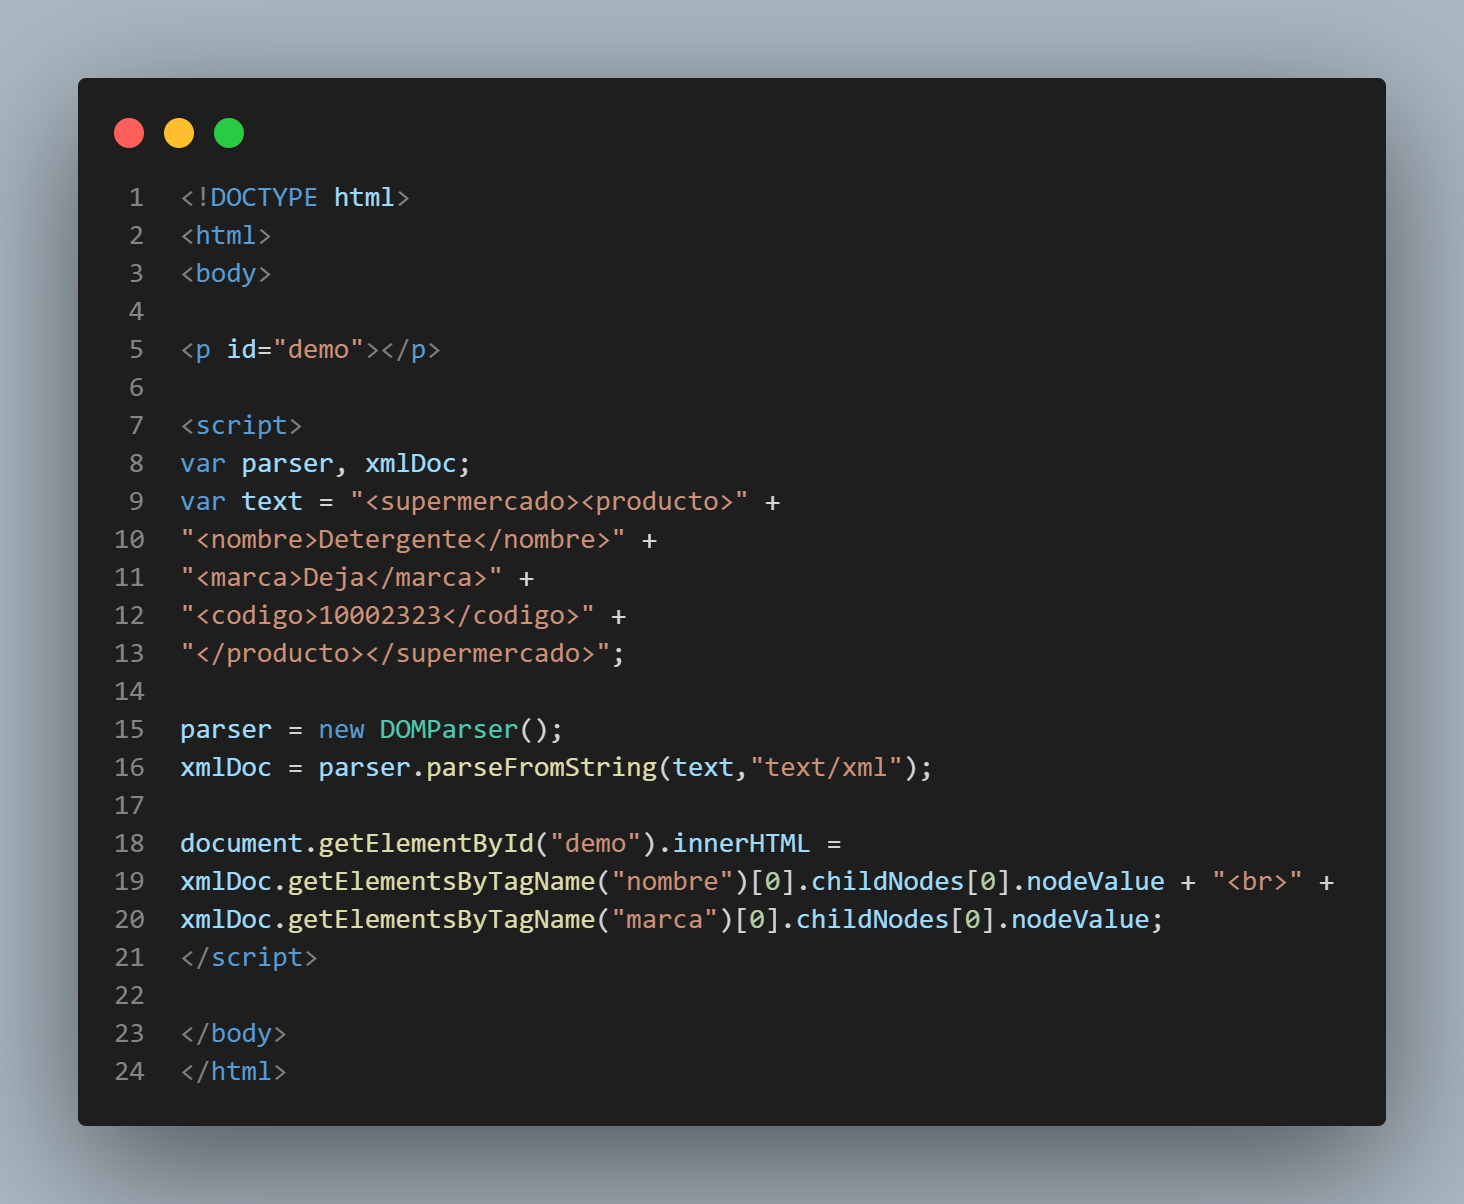 1 <!DOCTYPE html>
2 <html>
3 <body>
4
5 <p id="demo"></p>
6
7 <script>
8 var parser, xmlDoc;
9 var text = "<supermercado><producto>" +
10 "<nombre>Detergente</nombre>" +
11 "<marca>Deja</marca>" +
12 "<codigo>10002323</codigo>" +
13 "</producto></supermercado>";
14
15 parser = new DOMParser();
16 xmlDoc = parser.parseFromString(text,"text/xml");
17
18 document.getElementById("demo").innerHTML =
19 xmlDoc.getElementsByTagName("nombre")[0].childNodes[0].nodeValue + "<br>" +
20 xmlDoc.getElementsByTagName("marca")[0].childNodes[0].nodeValue;
21 </script>
22
23 </body>
24 </html>